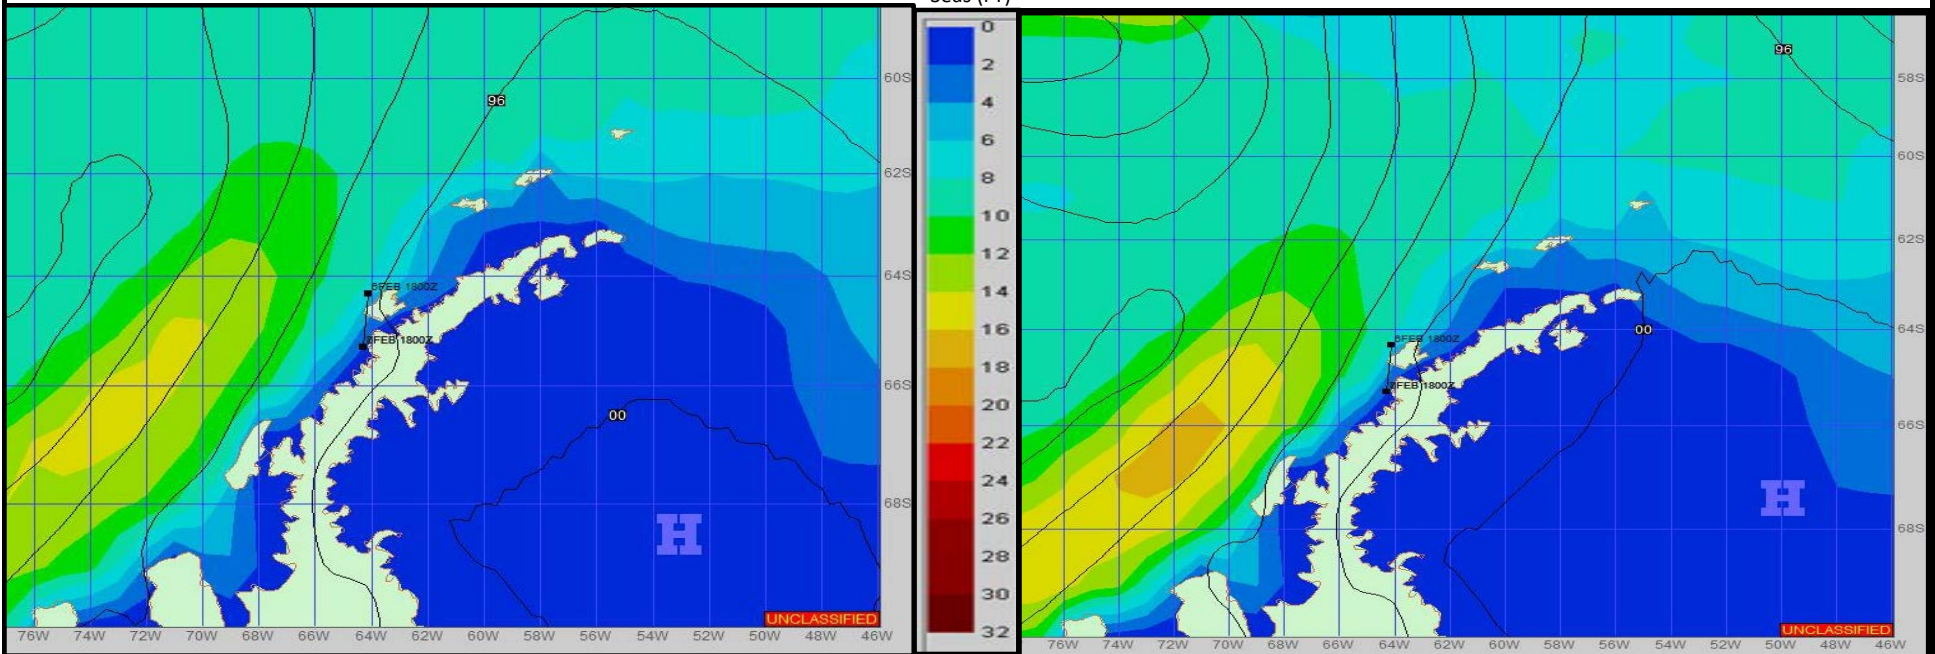 Seas (FT)
96
60S
62S
64S
66S
68S
6FEB 1800Z
7FEB 1800Z
00
H
UNCLASSIFIED
76W 74W 72W 70W 68W 66W 64W 62W 60W 58W 56W 54W 52W 50W 48W 46W
0
2
4
6
8
10
12
14
16
18
20
22
24
26
28
30
32
96
58S
60S
62S
64S
66S
68S
6FEB 1800Z
7FEB 1800Z
00
H
UNCLASSIFIED
76W 74W 72W 70W 68W 66W 64W 62W 60W 58W 56W 54W 52W 50W 48W 46W